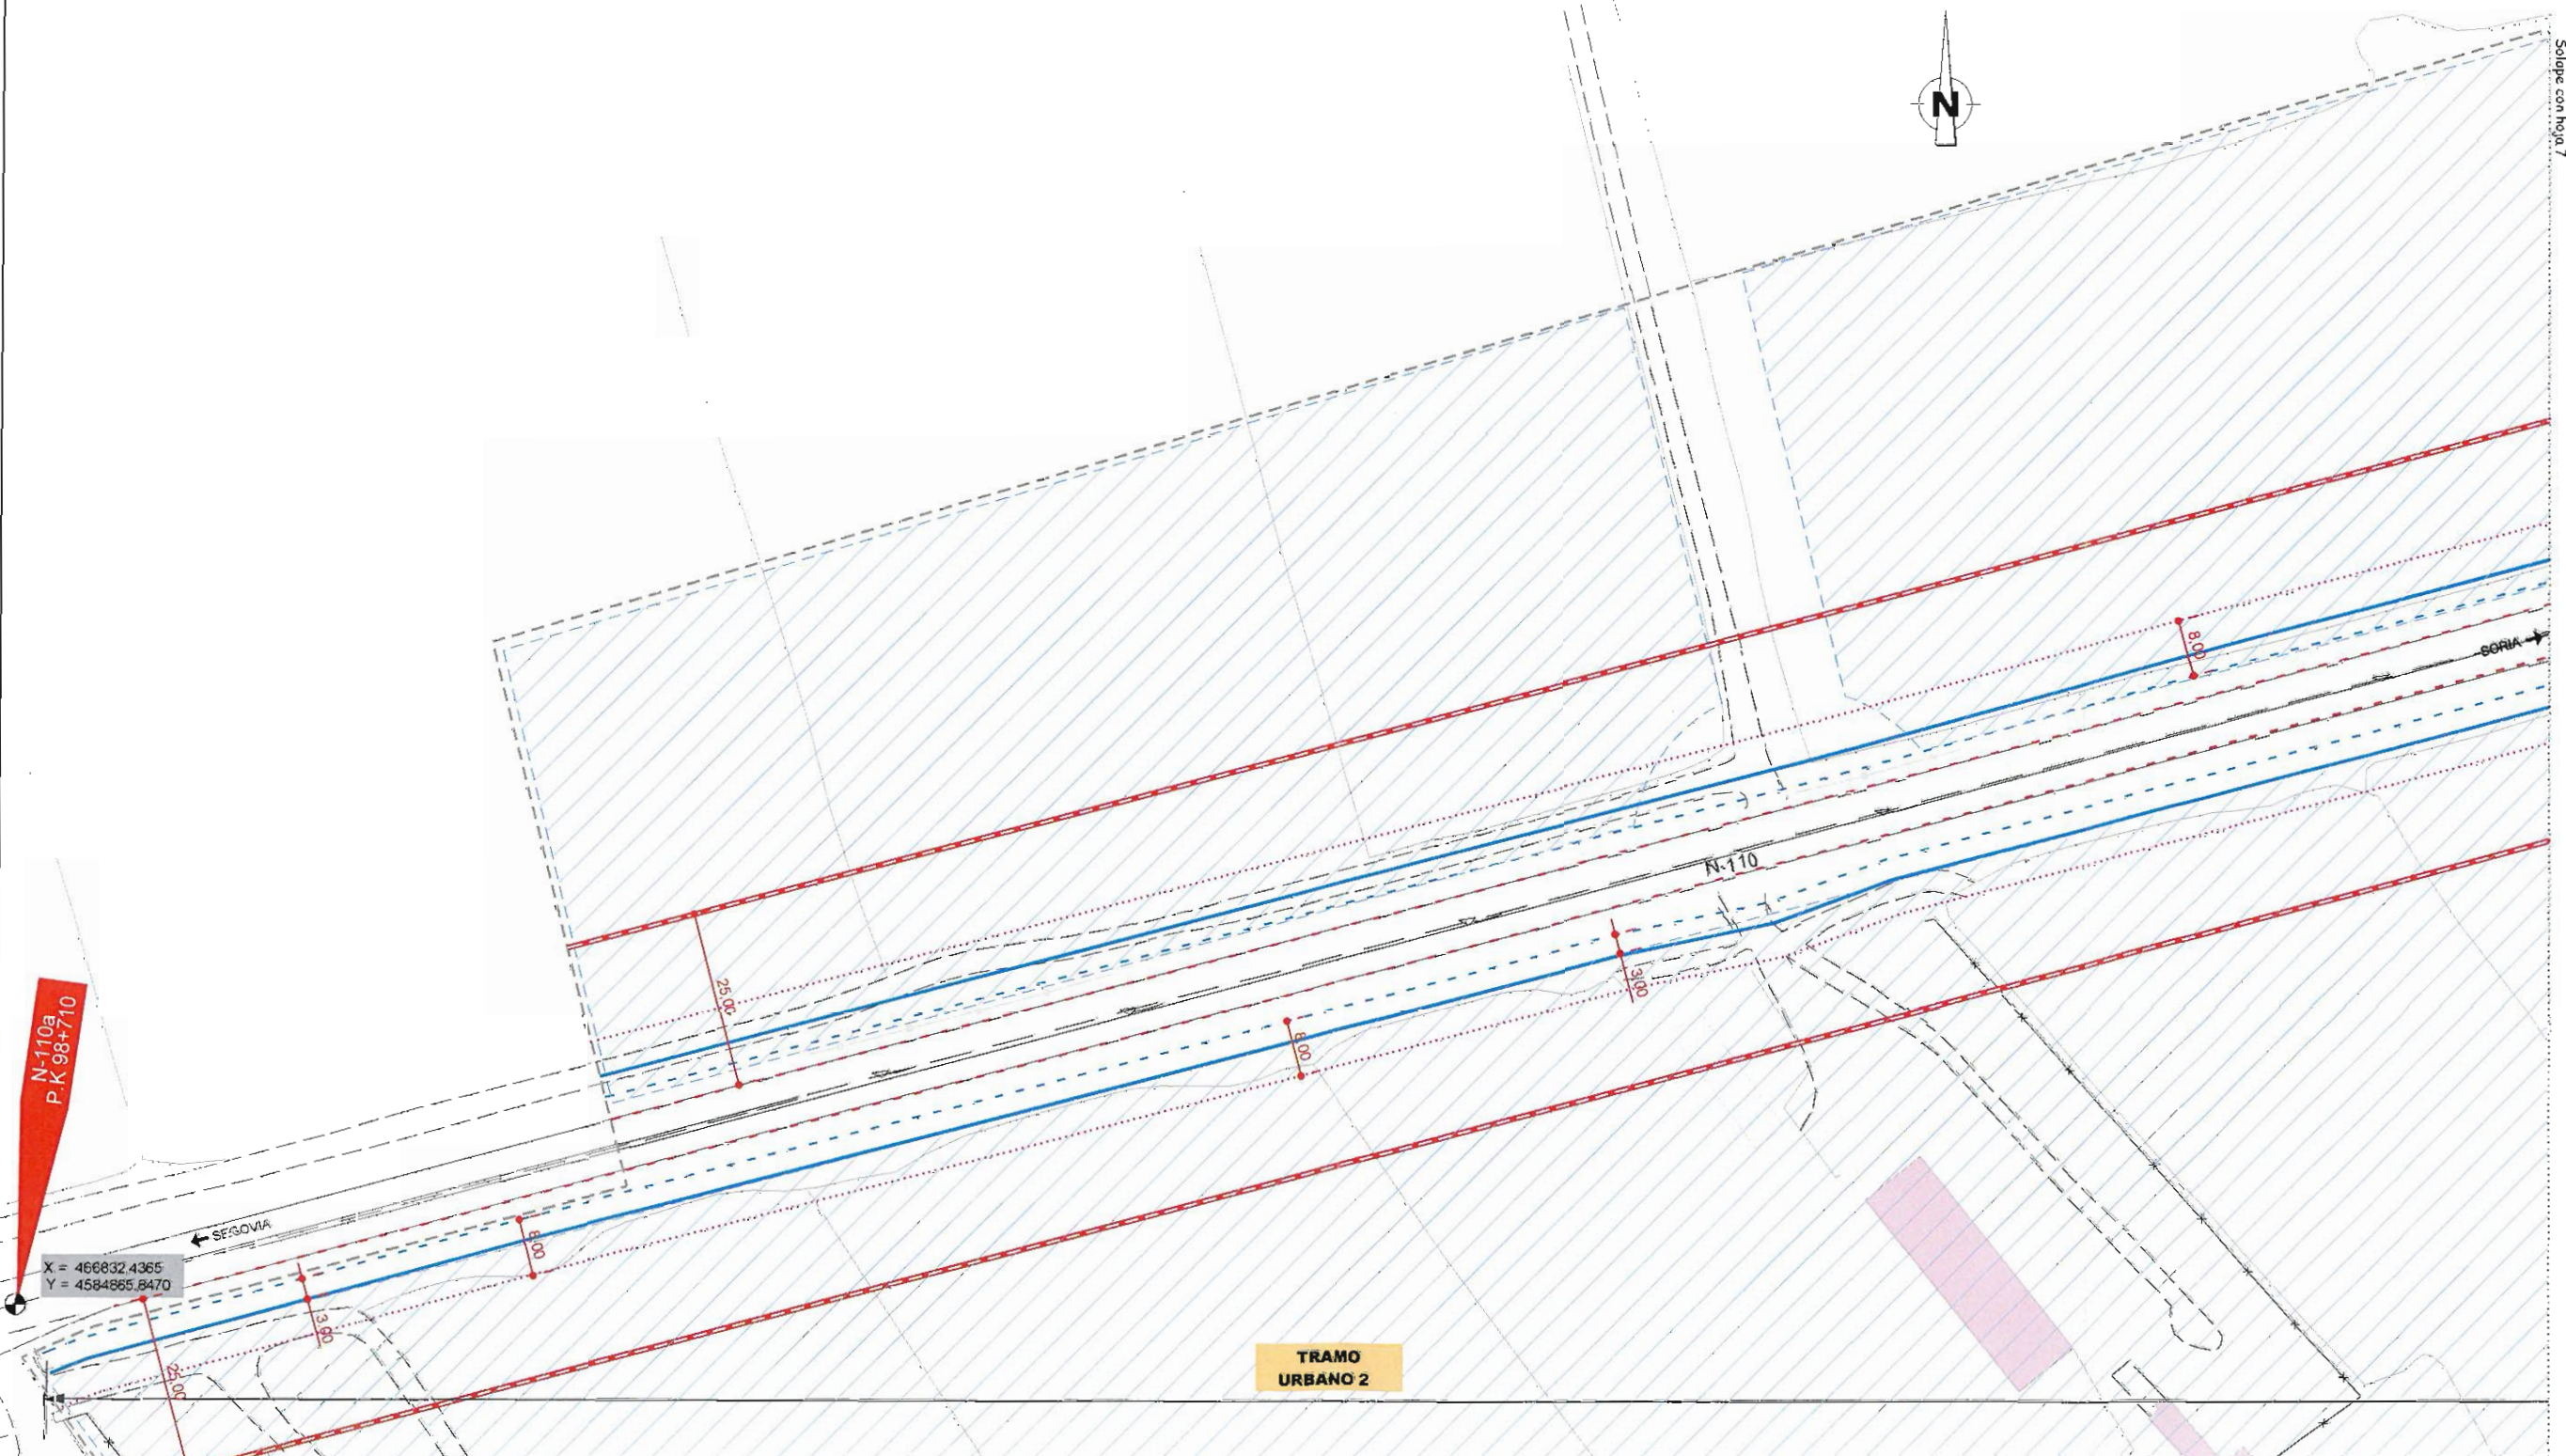 Solape con hoja 7
N
8.00
SORIA
N-110
25.00
3.00
8.00
N-110a
P.K 98+710
8.00
SEGOVIA
X = 466832,4365
Y = 4584865,8470
3.00
25.00
TRAMO
URBANO 2